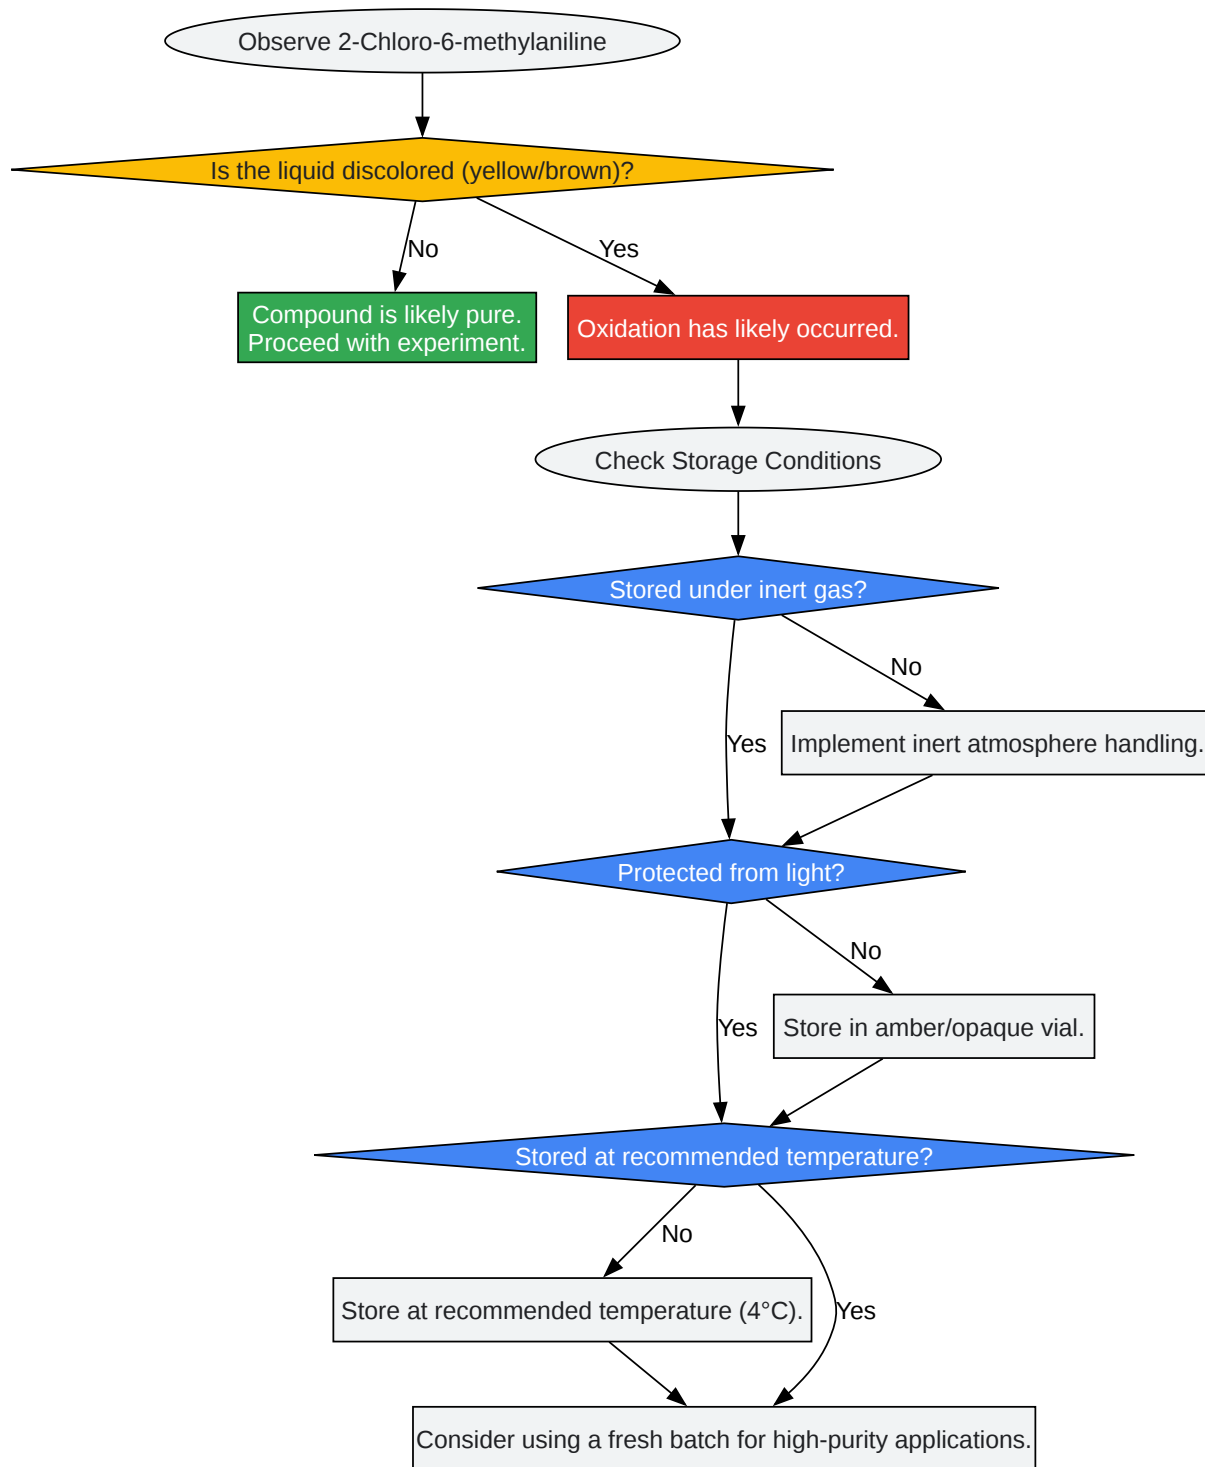 Observe 2-Chloro-6-methylaniline
Is the liquid discolored (yellow/brown)?
No
Yes
Compound is likely pure.
Proceed with experiment.
Oxidation has likely occurred.
Check Storage Conditions
Stored under inert gas?
No
Yes
Implement inert atmosphere handling.
Protected from light?
No
Yes
Store in amber/opaque vial.
Stored at recommended temperature?
No
Store at recommended temperature (4°C).
Yes
Consider using a fresh batch for high-purity applications.